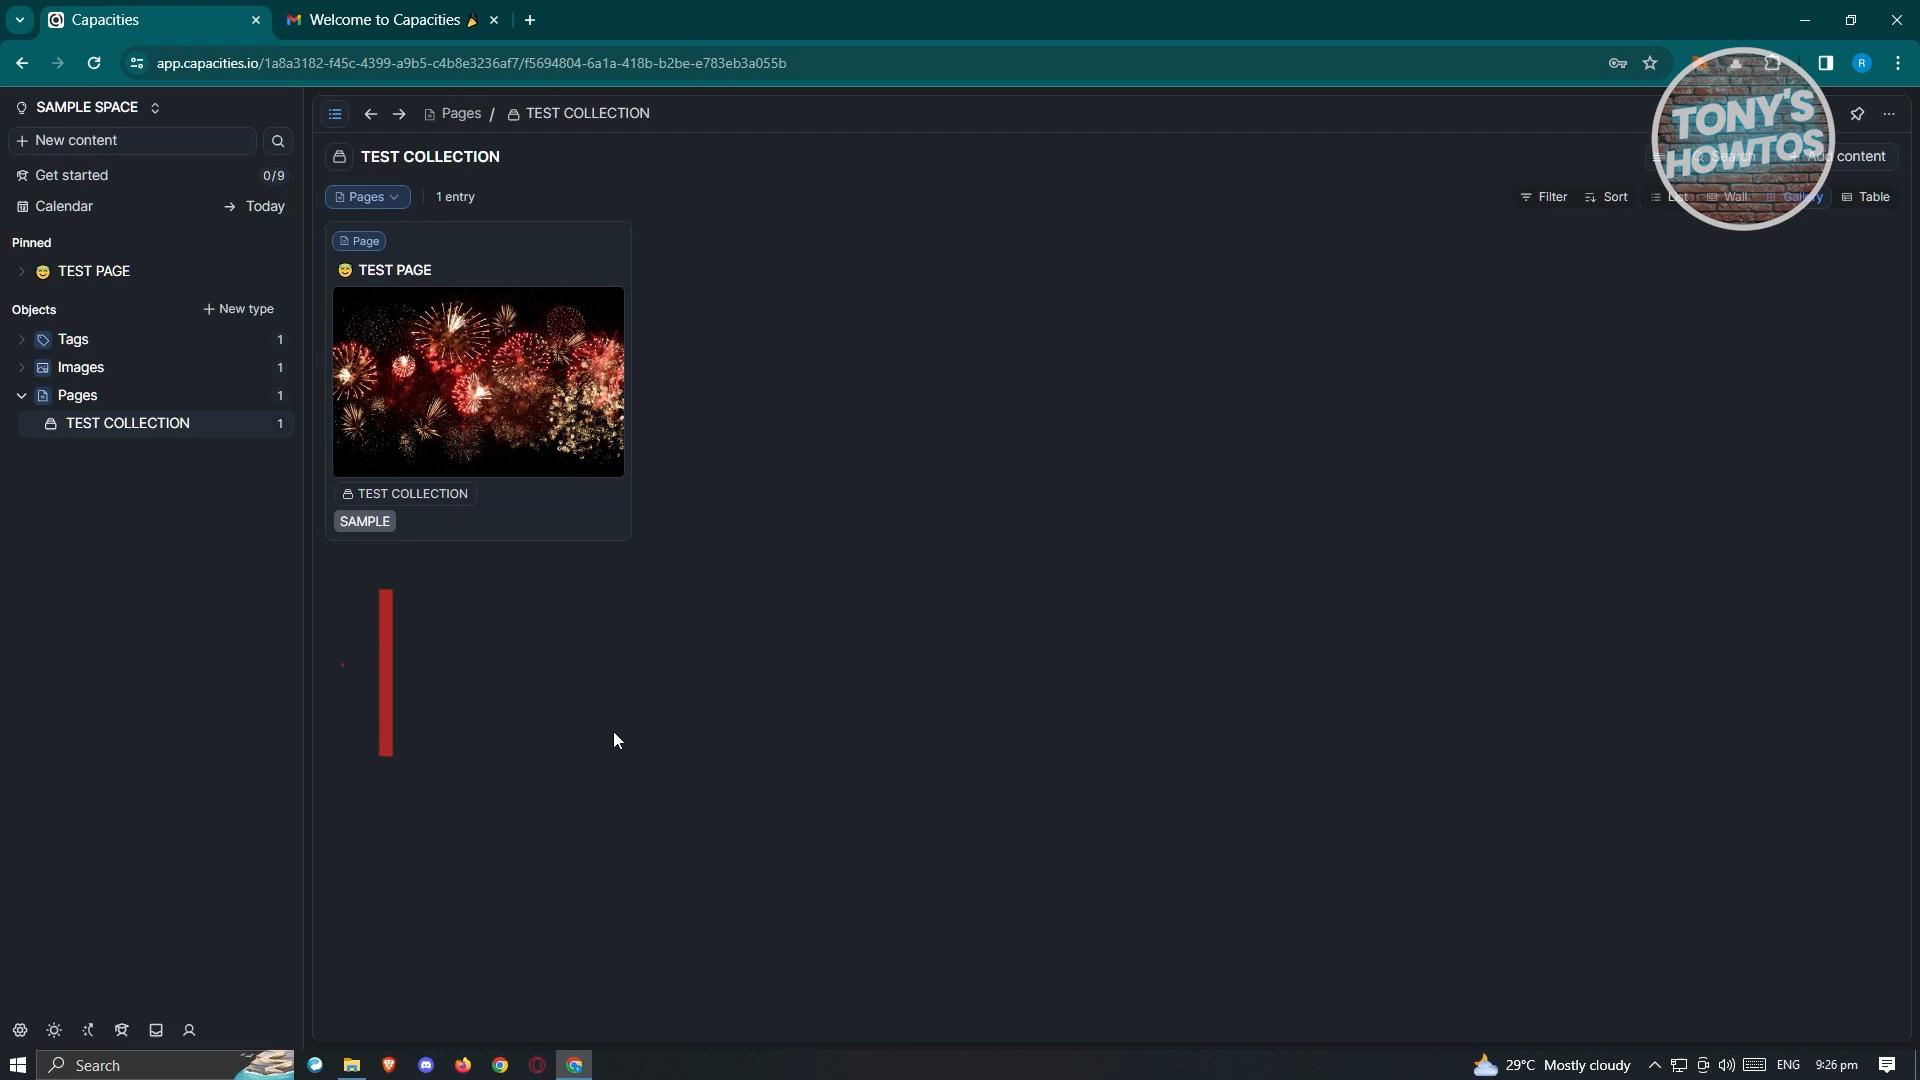 Capacities
Welcome to Capacities
app.capacities.io/1a8a3182-f45c-4399-a9b5-c4b8e3236af7/f5694804-6a1a-418b-b2be-e783eb3a055b
R
SAMPLE SPACE
New content
Get started 0/9
Calendar Today
Pinned
TEST PAGE
Objects New type
Tags 1
Images 1
Pages 1
TEST COLLECTION 1
Pages / TEST COLLECTION
TEST COLLECTION
Search Add content
TONY'S
HOWTOS
Pages 1 entry
Filter Sort List Wall Gallery Table
Page
TEST PAGE
TEST COLLECTION
SAMPLE
Search
29°C Mostly cloudy ENG 9:26 pm